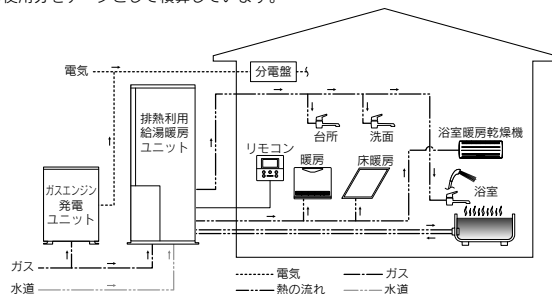 使用分をゲージとして積算しています。
電気
分電盤
排熱利用
給湯暖房
ユニット
台所
洗面
浴室暖房乾燥機
リモコン
暖房
床暖房
浴室
ガスエンジン
発電
ユニット
ガス
水道
電気
ガス
熱の流れ
水道